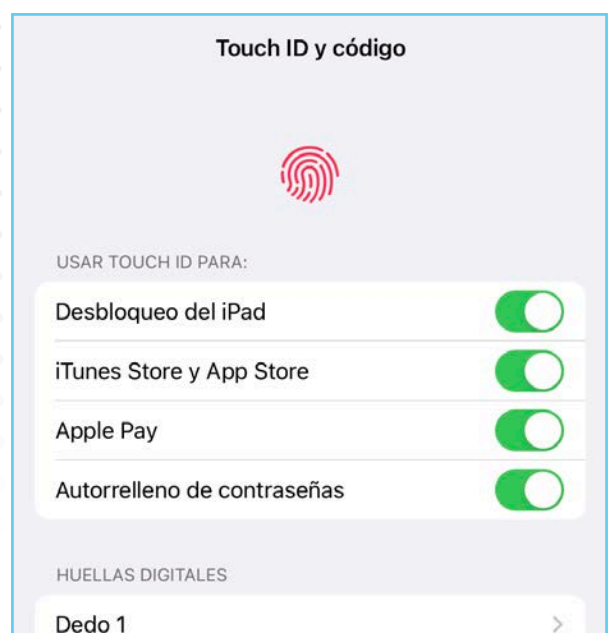 Touch ID y código
USAR TOUCH ID PARA:
Desbloqueo del iPad
iTunes Store y App Store
Apple Pay
Autorrelleno de contraseñas
HUELLAS DIGITALES
Dedo 1